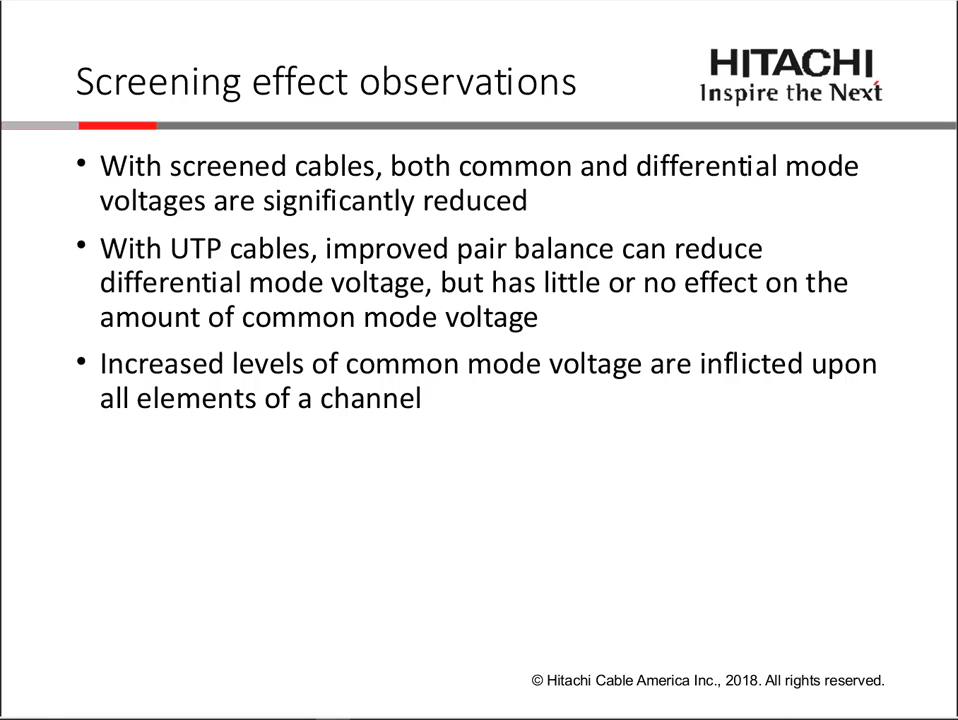 Screening effect observations
HITACHI
Inspire the Next
• With screened cables, both common and differential mode
voltages are significantly reduced
• With UTP cables, improved pair balance can reduce
differential mode voltage, but has little or no effect on the
amount of common mode voltage
• Increased levels of common mode voltage are inflicted upon
all elements of a channel
© Hitachi Cable America Inc., 2018. All rights reserved.